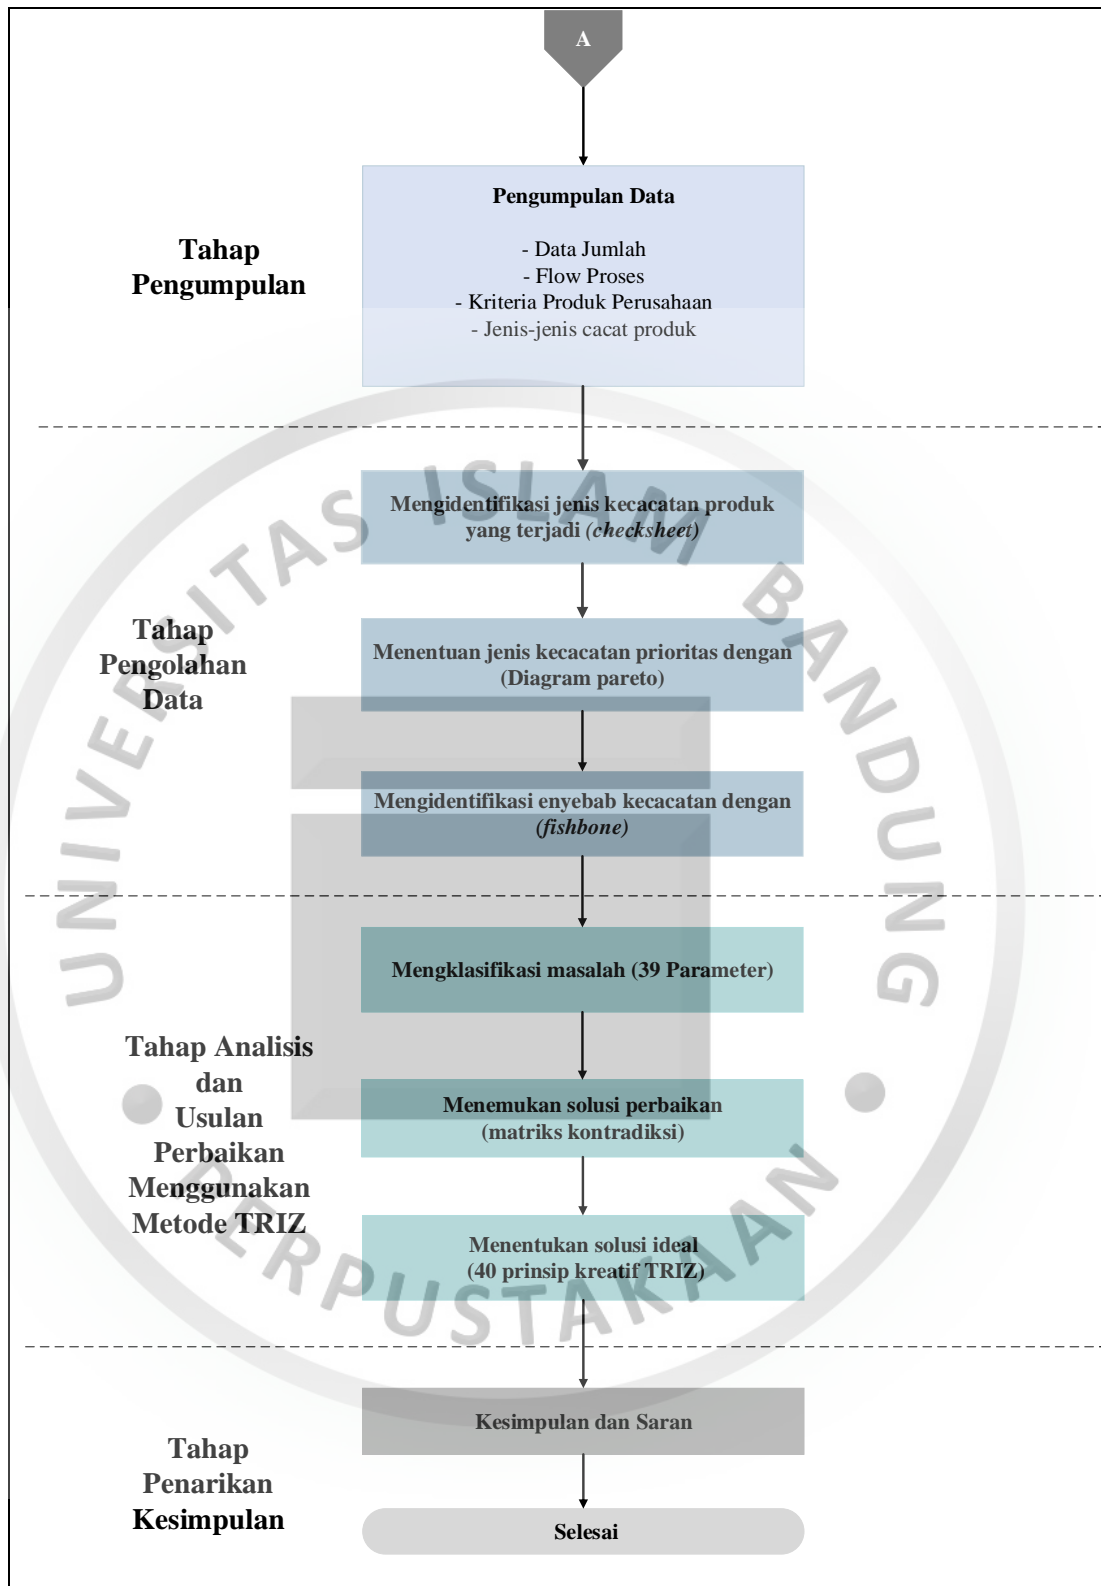 A
Tahap
Pengumpulan
Pengumpulan Data
- Data Jumlah
- Flow Proses
- Kriteria Produk Perusahaan
- Jenis-jenis cacat produk
Tahap
Pengolahan
Data
Mengidentifikasi jenis kecacatan produk
yang terjadi (checksheet)
Menentuan jenis kecacatan prioritas dengan
(Diagram pareto)
Mengidentifikasi enyebab kecacatan dengan
(fishbone)
Tahap Analisis
dan
Usulan
Perbaikan
Menggunakan
Metode TRIZ
Mengklasifikasi masalah (39 Parameter)
Menemukan solusi perbaikan
(matriks kontradiksi)
Menentukan solusi ideal
(40 prinsip kreatif TRIZ)
Tahap
Penarikan
Kesimpulan
Kesimpulan dan Saran
Selesai
UNIVERSITAS ISLAM BANDUNG
PERPUSTAKAAN